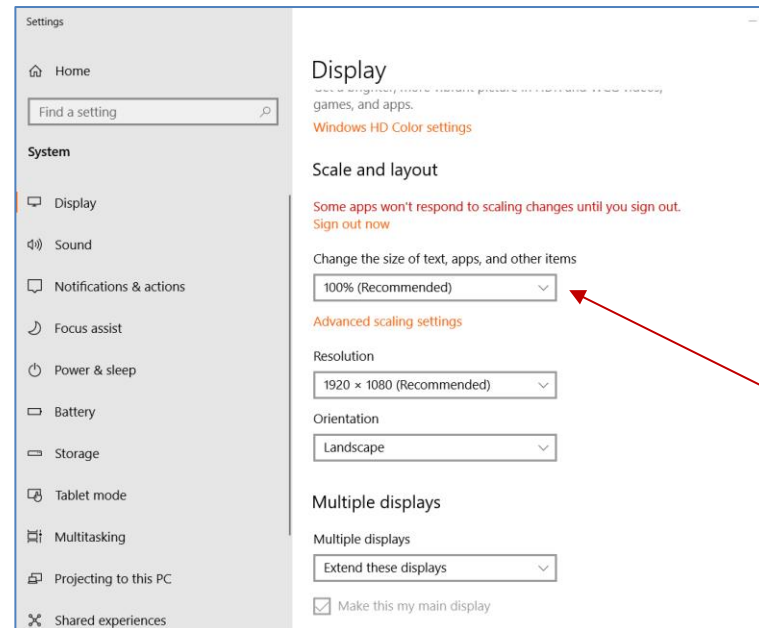 Settings
Home
Find a setting
System
Display
Sound
Notifications & actions
Focus assist
Power & sleep
Battery
Storage
Tablet mode
Multitasking
Projecting to this PC
Shared experiences
Display
games, and apps.
Windows HD Color settings
Scale and layout
Some apps won't respond to scaling changes until you sign out.
Sign out now
Change the size of text, apps, and other items
100% (Recommended)
Advanced scaling settings
Resolution
1920 × 1080 (Recommended)
Orientation
Landscape
Multiple displays
Multiple displays
Extend these displays
Make this my main display